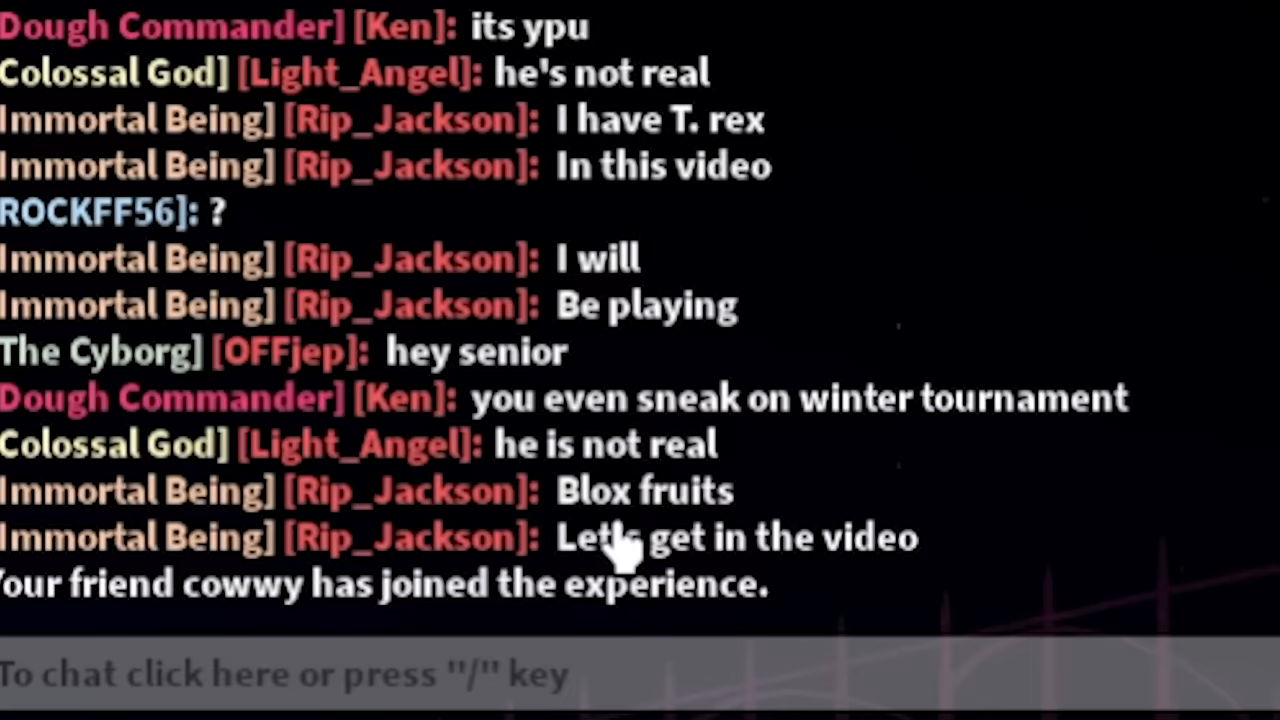 Dough Commander] [Ken]: its ypu
Colossal God] [Light_Angel]: he's not real
Immortal Being] [Rip_Jackson]: I have T. rex
Immortal Being] [Rip_Jackson]: In this video
ROCKFF56]: ?
Immortal Being] [Rip_Jackson]: I will
Immortal Being] [Rip_Jackson]: Be playing
The Cyborg] [OFFjep]: hey senior
Dough Commander] [Ken]: you even sneak on winter tournament
Colossal God] [Light_Angel]: he is not real
Immortal Being] [Rip_Jackson]: Blox fruits
Immortal Being] [Rip_Jackson]: Let's get in the video
Your friend cowwy has joined the experience.
To chat click here or press "/" key